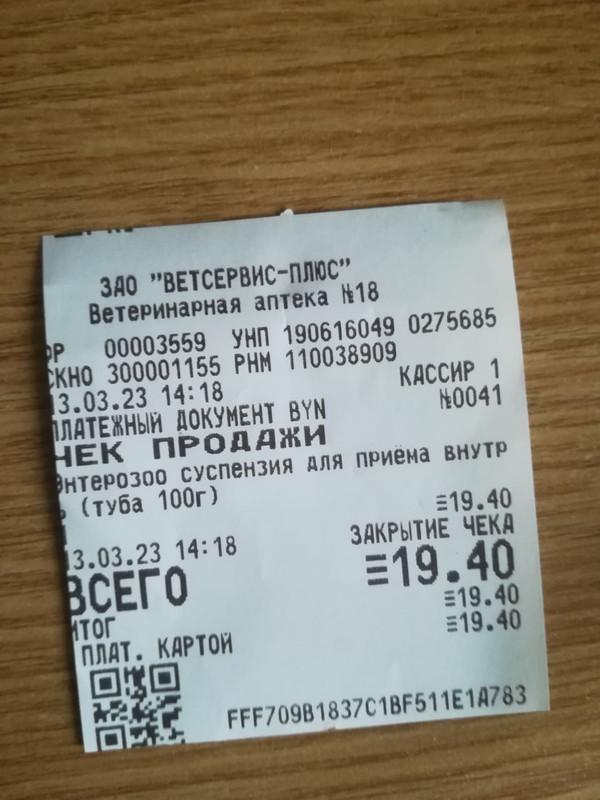 ЗАО "ВЕТСЕРВИС-ПЛЮС"
Ветеринарная аптека №18
ФР 00003559 УНП 190616049 0275685
СКНО 300001155 РНМ 110038909
13.03.23 14:18 КАССИР 1
ПЛАТЕЖНЫЙ ДОКУМЕНТ BYN №0041
ЧЕК ПРОДАЖИ
Энтерозоо суспензия для приёма внутр
ь (туба 100г)
≡19.40
13.03.23 14:18 ЗАКРЫТИЕ ЧЕКА
ВСЕГО ≡19.40
ИТОГ ≡19.40
ПЛАТ. КАРТОЙ ≡19.40
FFF709B1837C1BF511E1A783